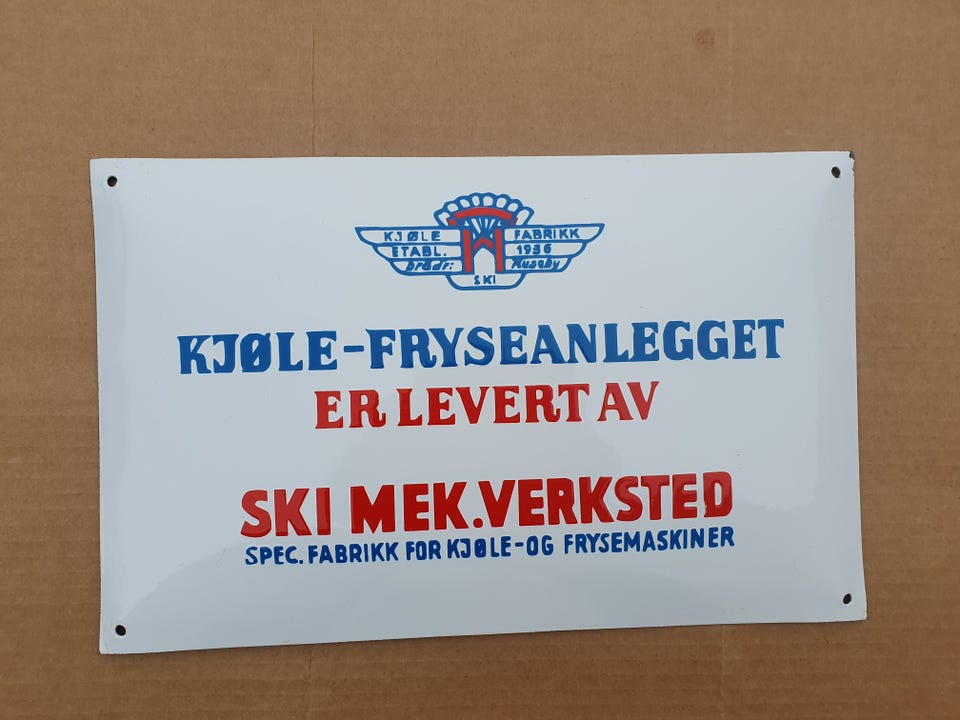 KJØLE FABRIKK
ETABL. 1936
brødr: Huseby
SKI
KJØLE-FRYSEANLEGGET
ER LEVERT AV
SKI MEK.VERKSTED
SPEC. FABRIKK FOR KJØLE-OG FRYSEMASKINER